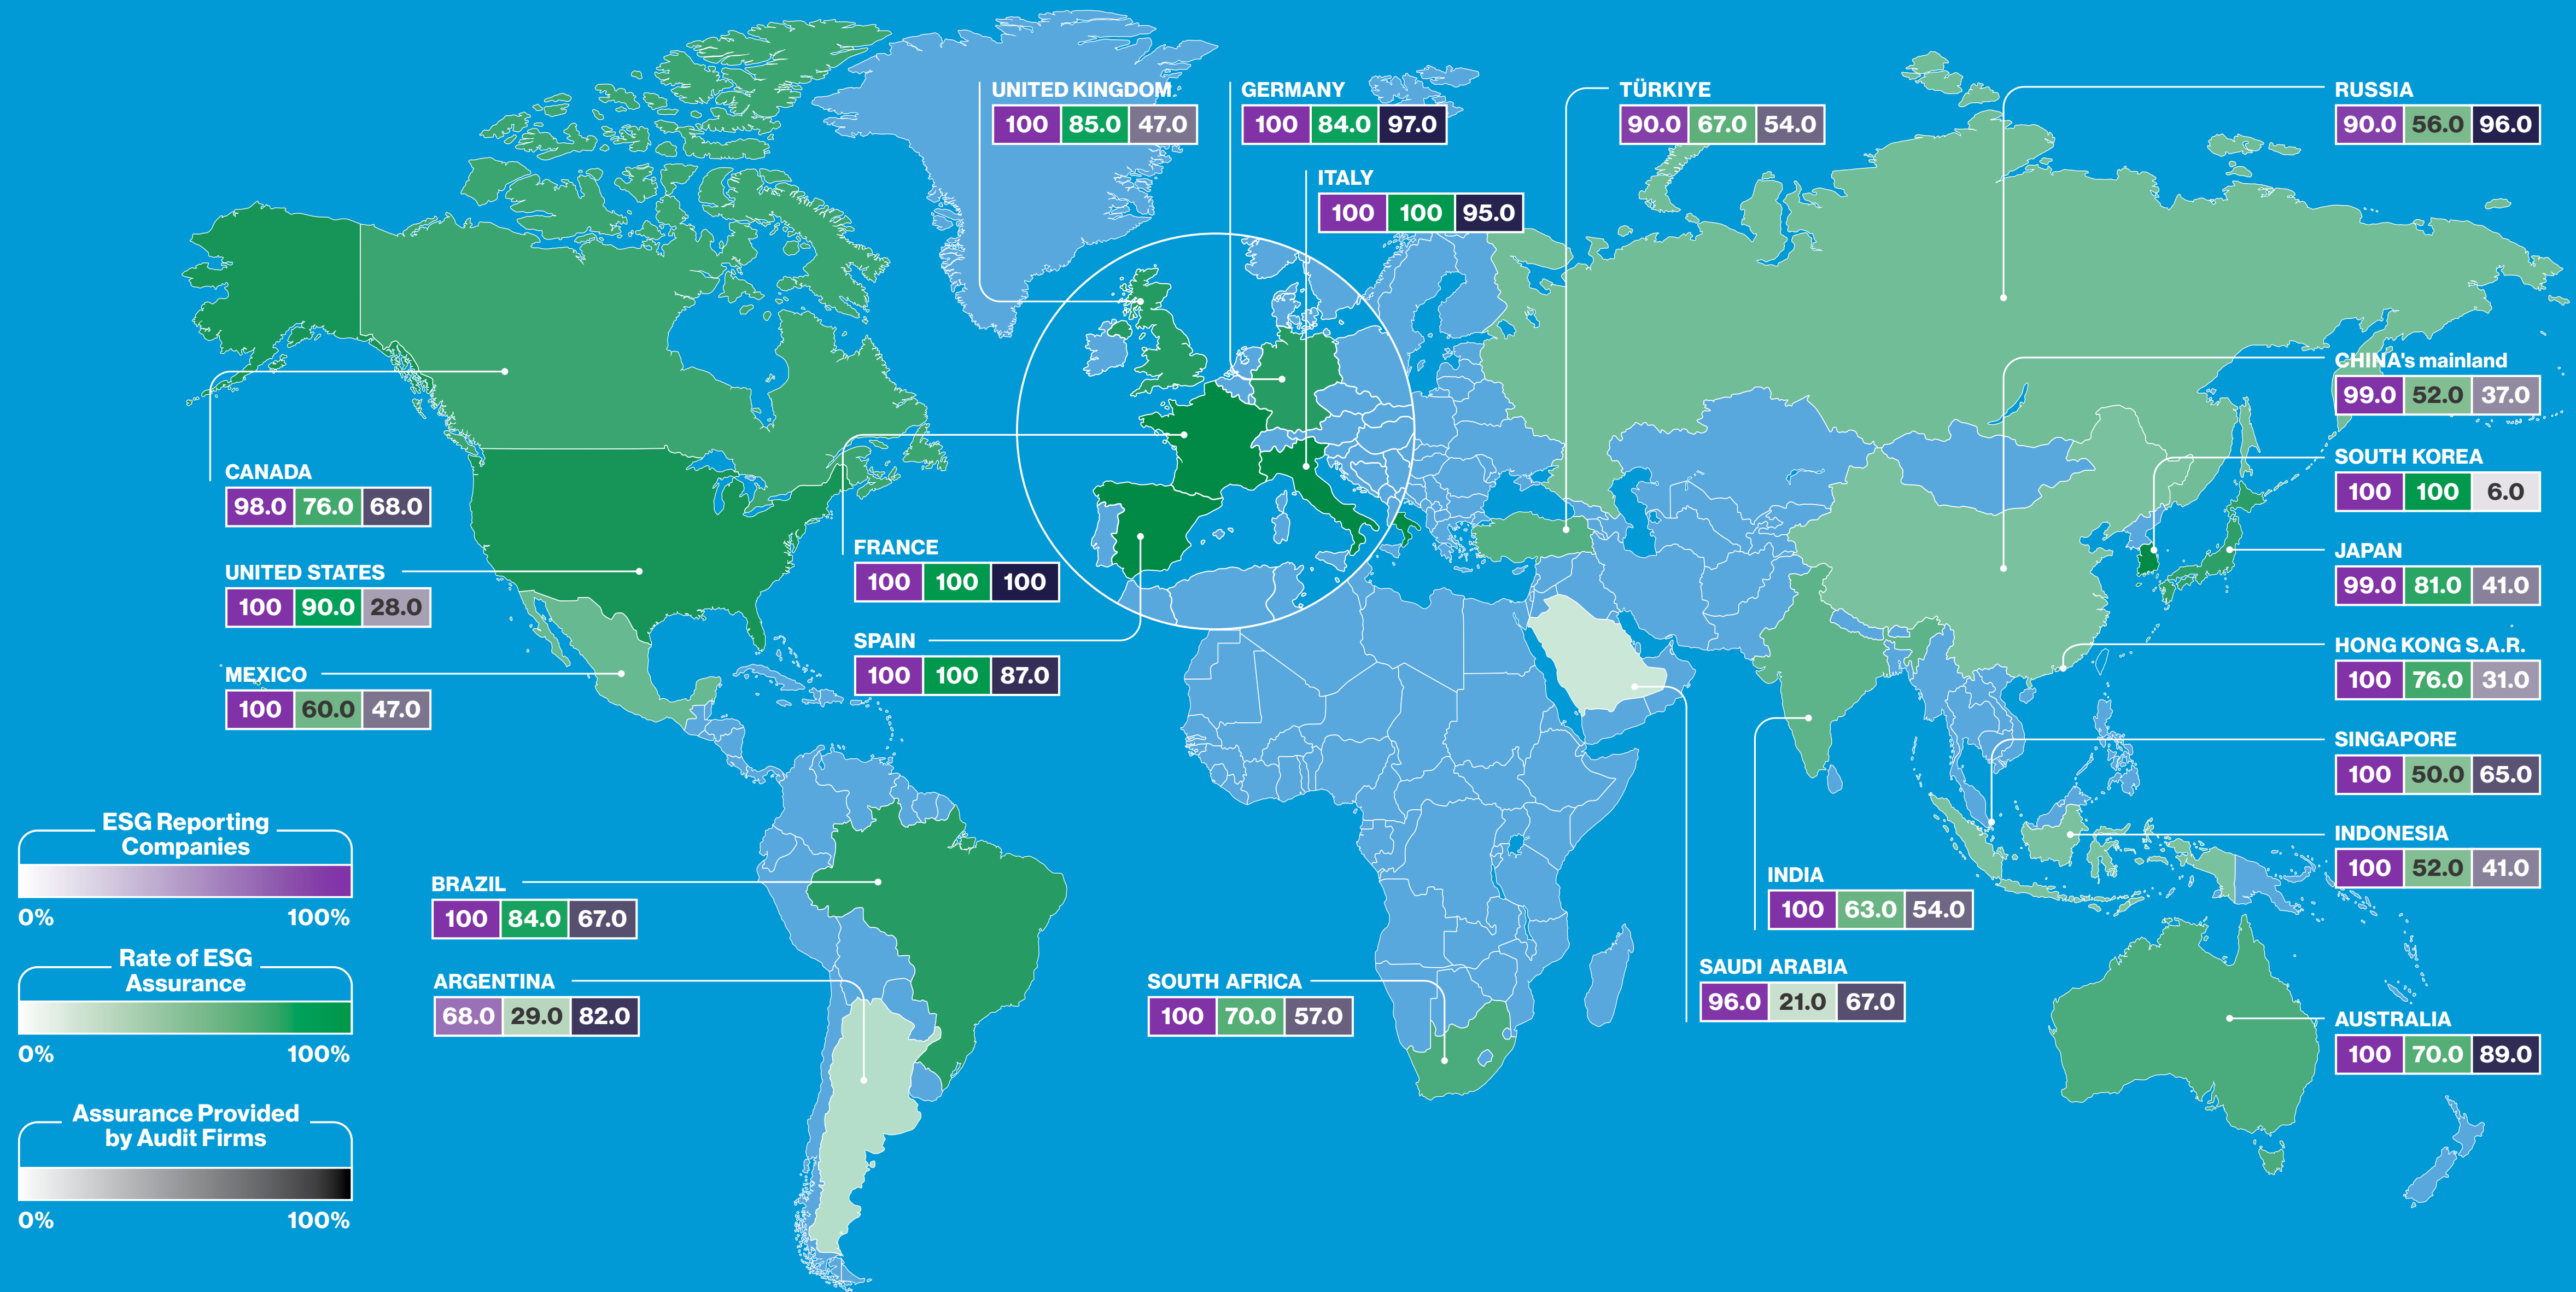 UNITED KINGDOM
100 85.0 47.0
GERMANY
100 84.0 97.0
TÜRKIYE
90.0 67.0 54.0
RUSSIA
90.0 56.0 96.0
ITALY
100 100 95.0
CHINA's mainland
99.0 52.0 37.0
CANADA
98.0 76.0 68.0
SOUTH KOREA
100 100 6.0
FRANCE
100 100 100
JAPAN
99.0 81.0 41.0
UNITED STATES
100 90.0 28.0
SPAIN
100 100 87.0
HONG KONG S.A.R.
100 76.0 31.0
MEXICO
100 60.0 47.0
SINGAPORE
100 50.0 65.0
ESG Reporting
Companies
0% 100%
INDONESIA
100 52.0 41.0
BRAZIL
100 84.0 67.0
INDIA
100 63.0 54.0
Rate of ESG
Assurance
0% 100%
ARGENTINA
68.0 29.0 82.0
SOUTH AFRICA
100 70.0 57.0
SAUDI ARABIA
96.0 21.0 67.0
AUSTRALIA
100 70.0 89.0
Assurance Provided
by Audit Firms
0% 100%